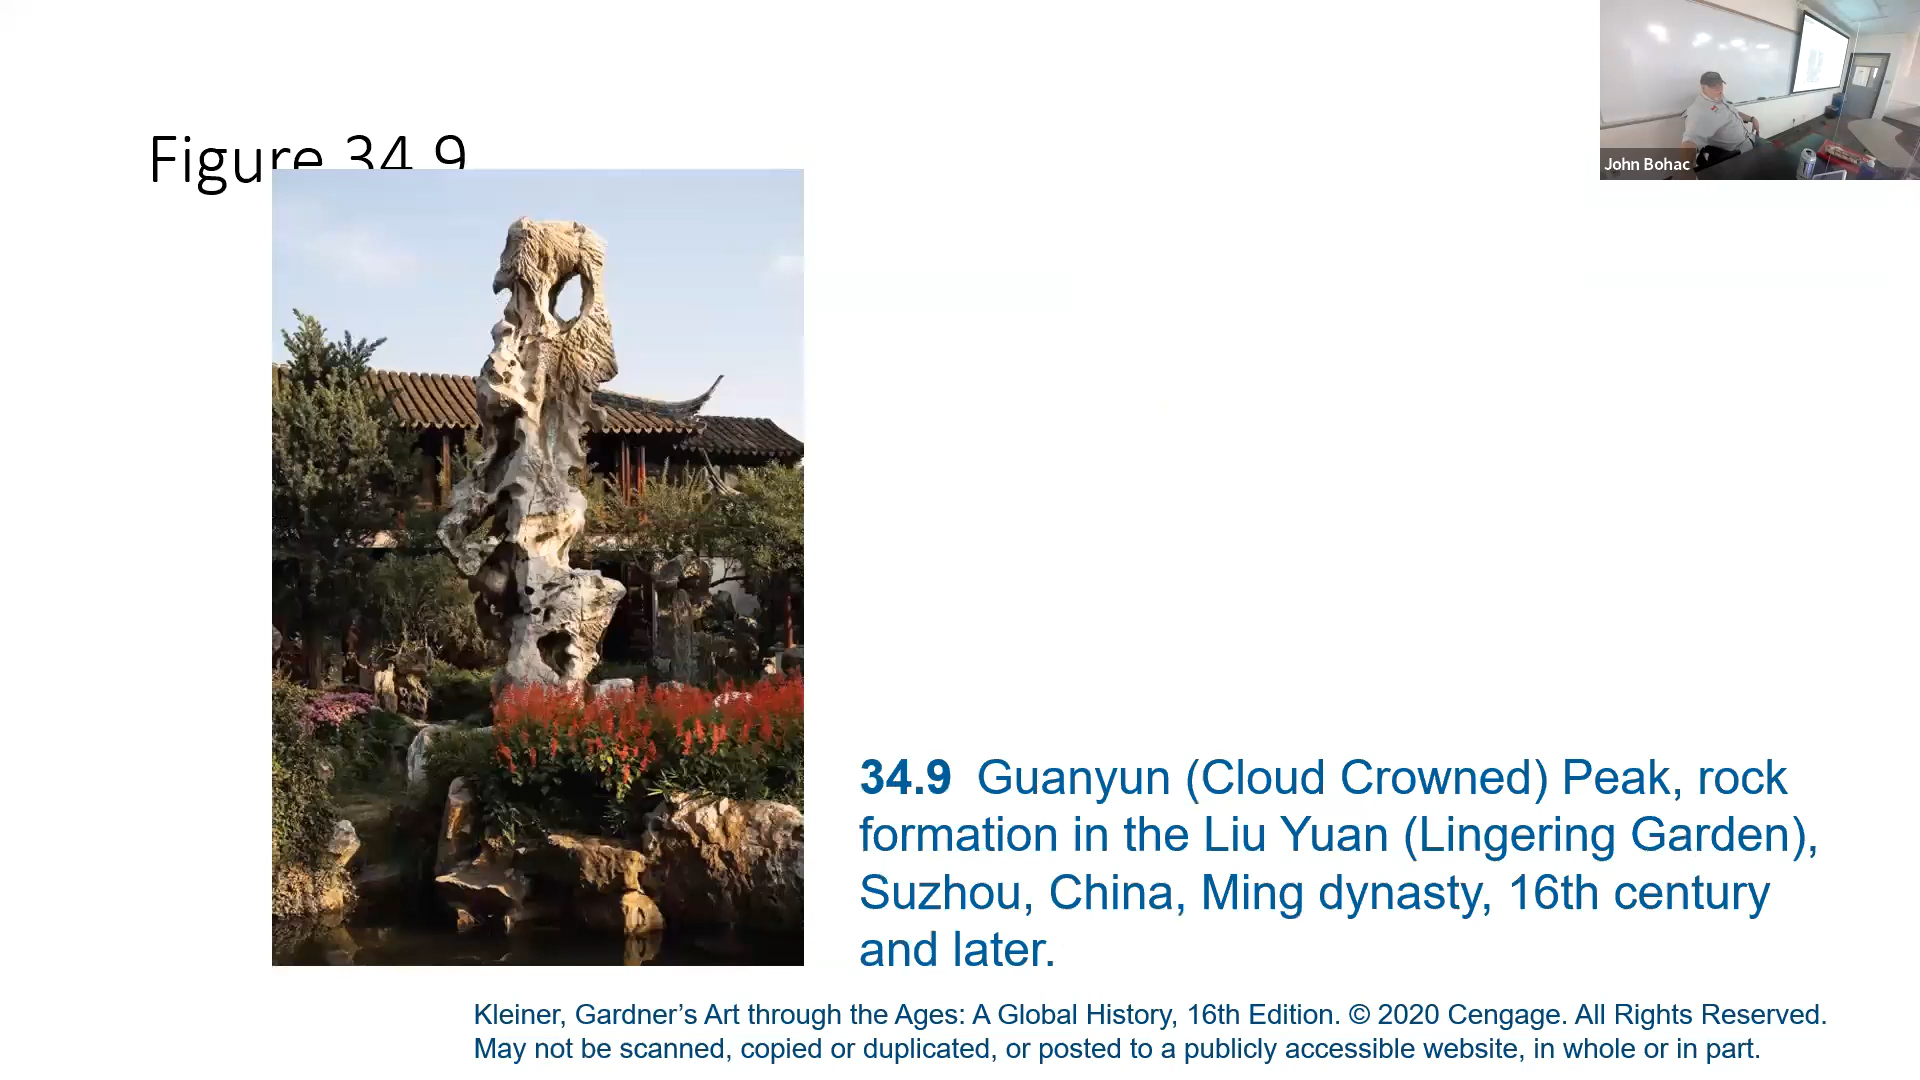 Figure 34.9
John Bohac
34.9 Guanyun (Cloud Crowned) Peak, rock
formation in the Liu Yuan (Lingering Garden),
Suzhou, China, Ming dynasty, 16th century
and later.
Kleiner, Gardner’s Art through the Ages: A Global History, 16th Edition. © 2020 Cengage. All Rights Reserved.
May not be scanned, copied or duplicated, or posted to a publicly accessible website, in whole or in part.